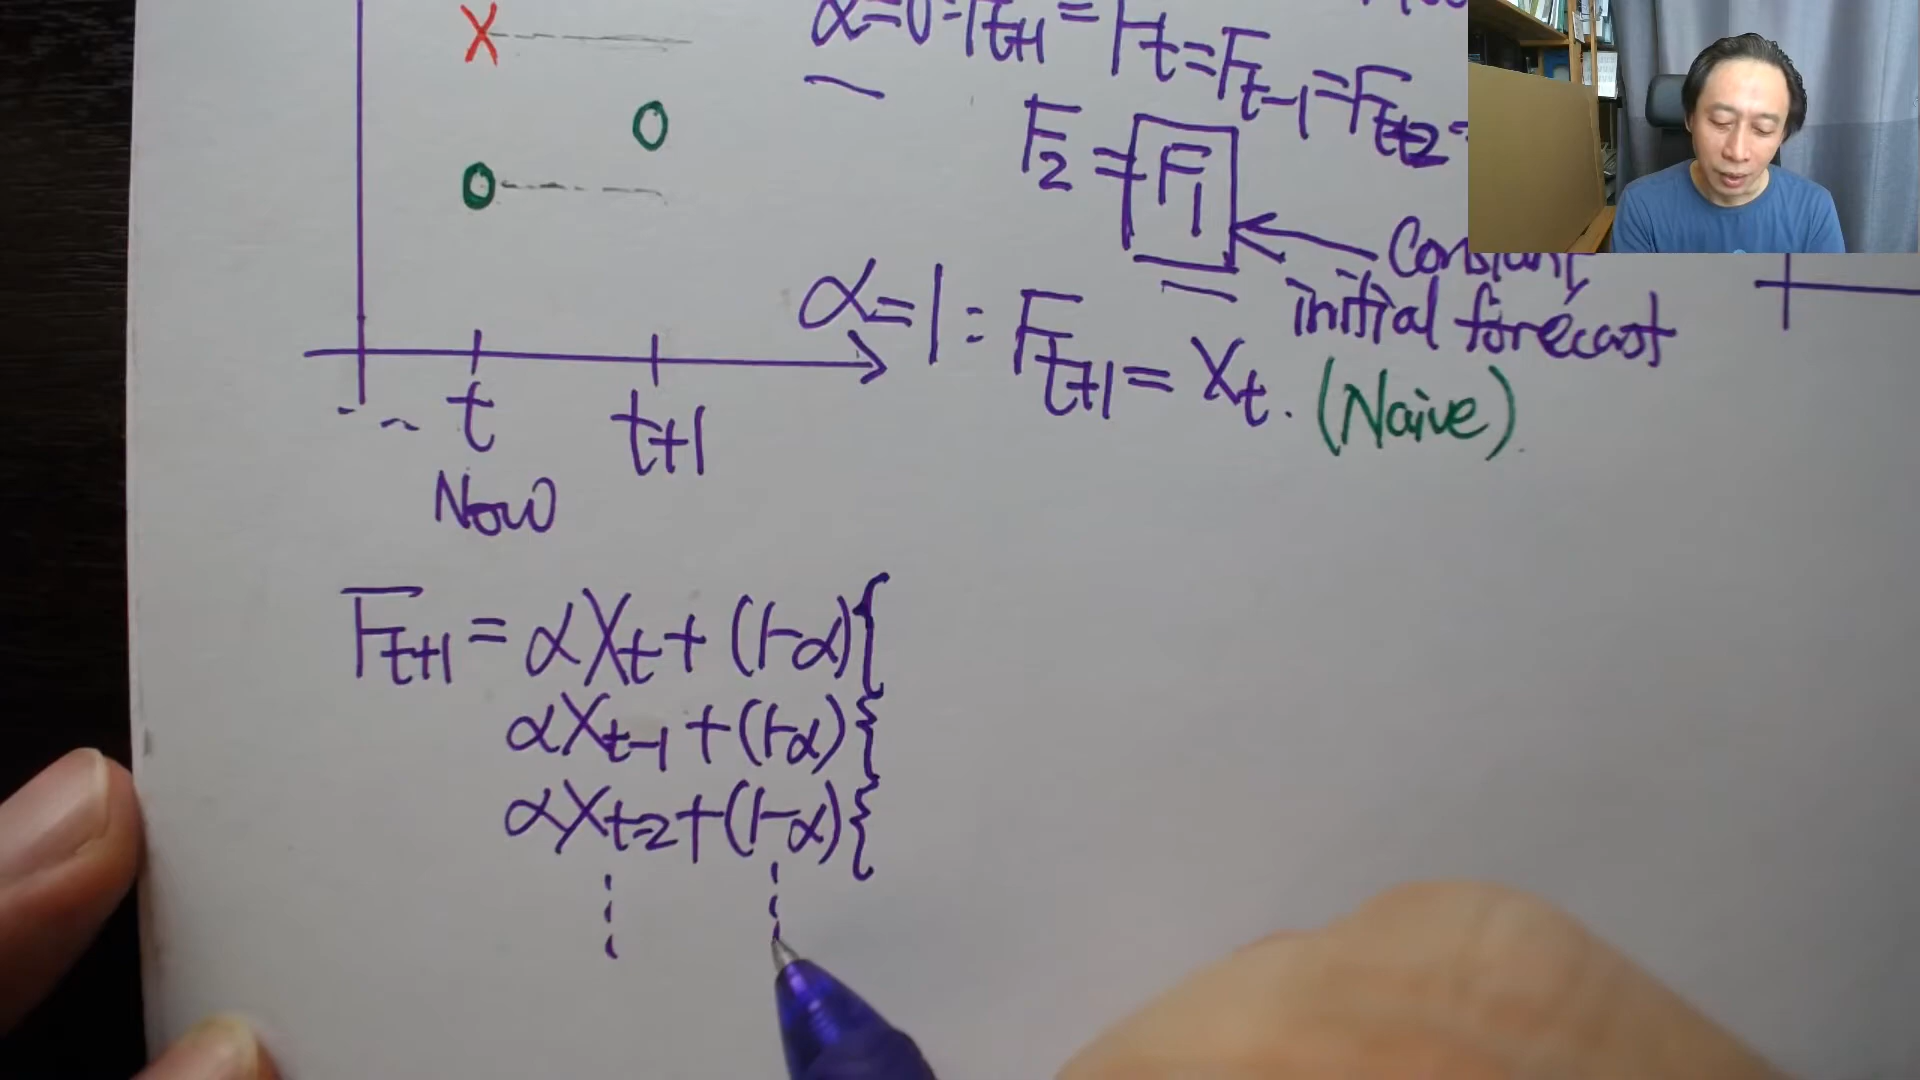 X
α=0: F_{t+1} = F_t = F_{t-1} = F_{t-2} =
O
F_2 = F_1
O
Constant
initial forecast
α=1: F_{t+1} = X_t. (Naive).
t
t+1
Now
F_{t+1} = αX_t + (1-α){
αX_{t-1} + (1-α){
αX_{t-2} + (1-α){